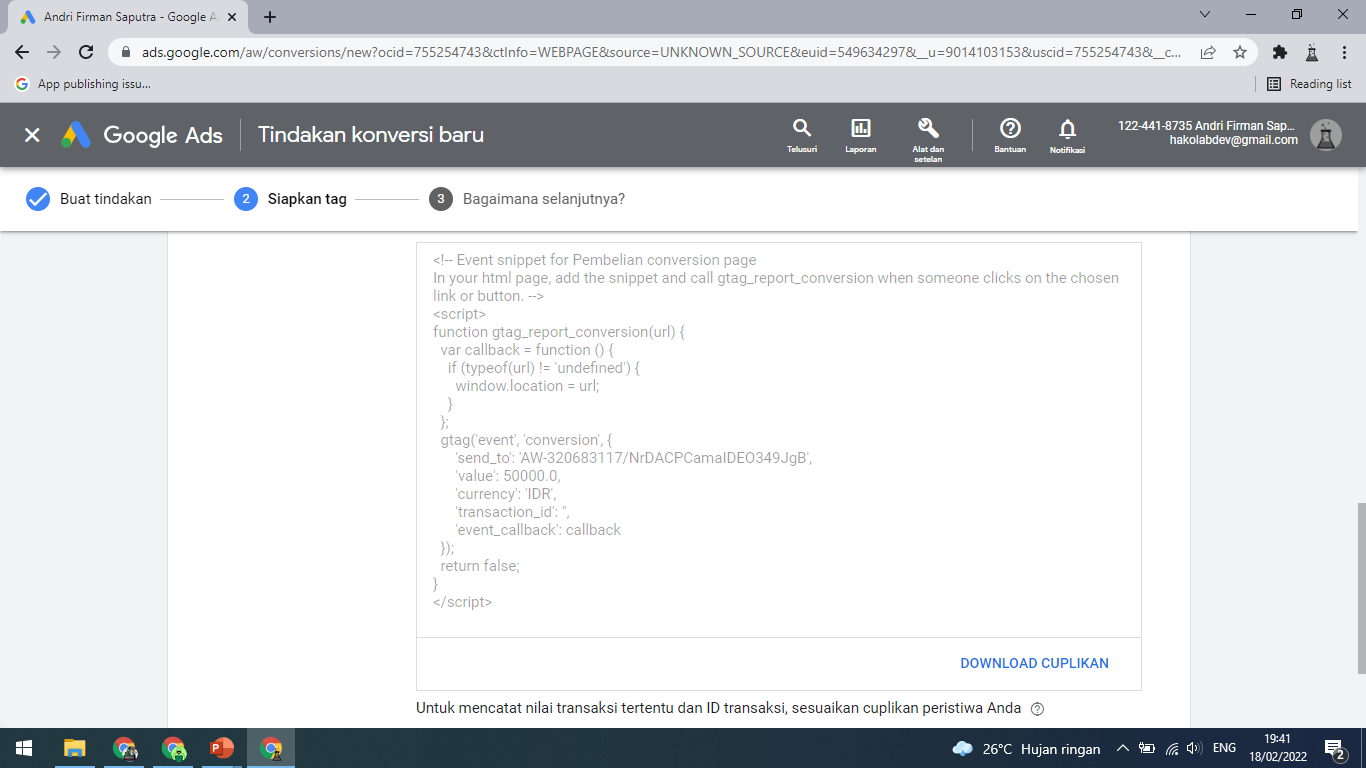 Andri Firman Saputra - Google A
ads.google.com/aw/conversions/new?ocid=755254743&ctInfo=WEBPAGE&source=UNKNOWN_SOURCE&euid=549634297&__u=9014103153&uscid=755254743&__c...
App publishing issu...
Reading list
Google Ads
Tindakan konversi baru
Telusuri
Laporan
Alat dan setelan
Bantuan
Notifikasi
122-441-8735 Andri Firman Sap...
hakolabdev@gmail.com
Buat tindakan
2 Siapkan tag
3 Bagaimana selanjutnya?
<!-- Event snippet for Pembelian conversion page
In your html page, add the snippet and call gtag_report_conversion when someone clicks on the chosen
link or button. -->
<script>
function gtag_report_conversion(url) {
var callback = function () {
if (typeof(url) != 'undefined') {
window.location = url;
}
};
gtag('event', 'conversion', {
'send_to': 'AW-320683117/NrDACPCamaIDEO349JgB',
'value': 50000.0,
'currency': 'IDR',
'transaction_id': '',
'event_callback': callback
});
return false;
}
</script>
DOWNLOAD CUPLIKAN
Untuk mencatat nilai transaksi tertentu dan ID transaksi, sesuaikan cuplikan peristiwa Anda
26°C Hujan ringan
ENG
19:41
18/02/2022
2